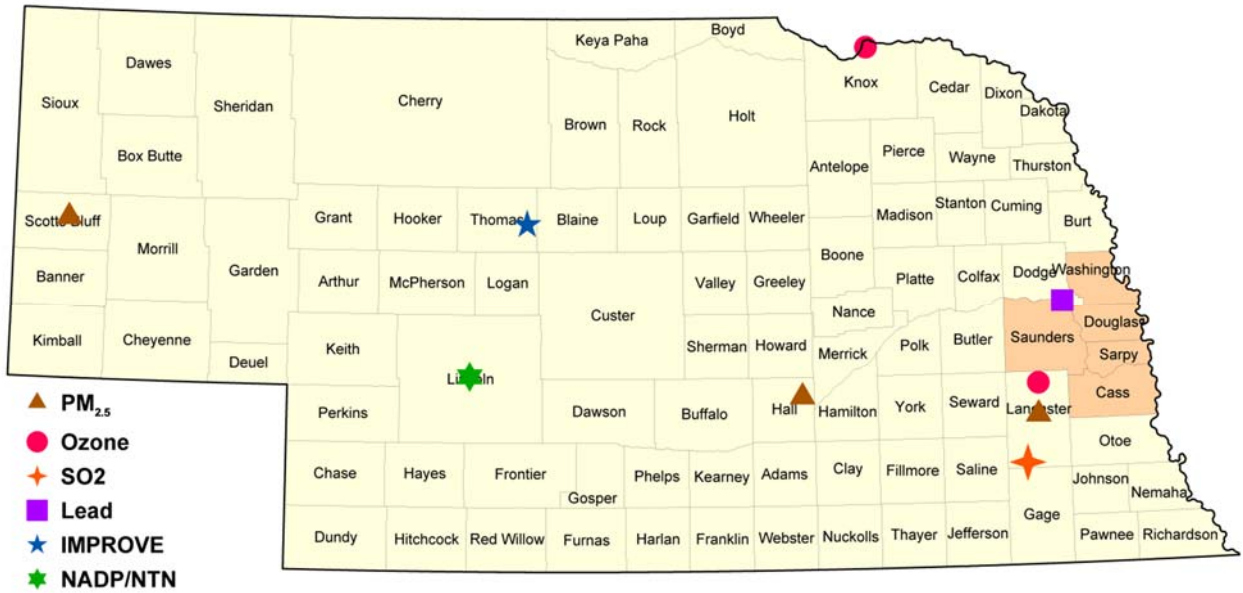 Boyd
Keya Paha
Dawes
Knox
Cedar
Dixon
Sioux
Cherry
Sheridan
Dakota
Holt
Brown
Rock
Box Butte
Pierce
Wayne
Antelope
Thurston
Scotts Bluff
Grant
Hooker
Thomas
Blaine
Loup
Garfield
Wheeler
Madison
Stanton
Cuming
Burt
Morrill
Boone
Garden
Banner
Arthur
McPherson
Logan
Valley
Greeley
Platte
Colfax
Dodge
Washington
Custer
Nance
Douglas
Kimball
Cheyenne
Keith
Sherman
Howard
Merrick
Polk
Butler
Saunders
Sarpy
Deuel
Lincoln
Cass
Perkins
Dawson
Buffalo
Hall
Hamilton
York
Seward
Lancaster
Otoe
Chase
Hayes
Frontier
Gosper
Phelps
Kearney
Adams
Clay
Fillmore
Saline
Johnson
Nemaha
Gage
Dundy
Hitchcock
Red Willow
Furnas
Harlan
Franklin
Webster
Nuckolls
Thayer
Jefferson
Pawnee
Richardson
PM2.5
Ozone
SO2
Lead
IMPROVE
NADP/NTN